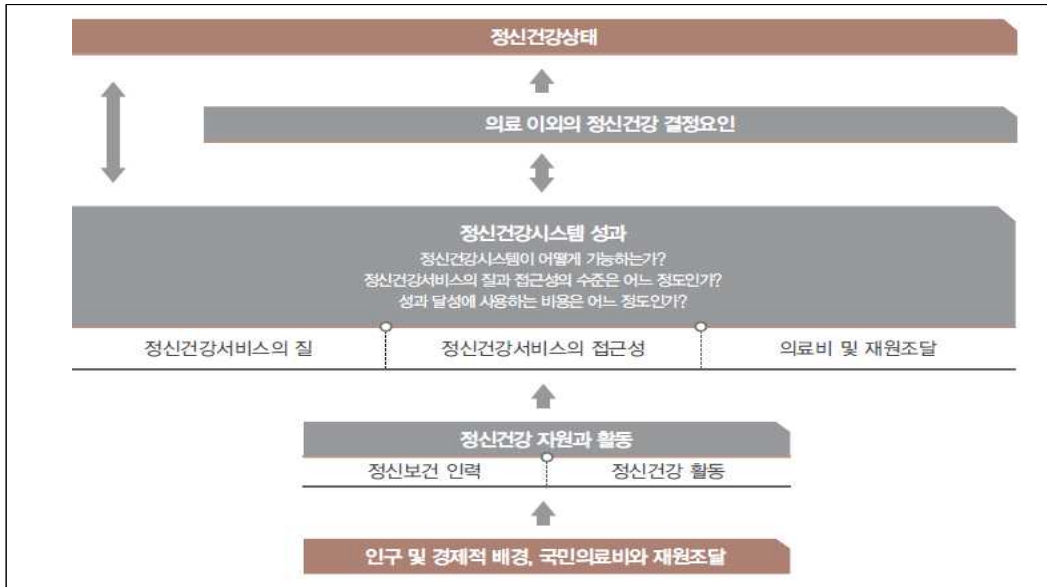 정신건강상태
의료 이외의 정신건강 결정요인
정신건강시스템 성과
정신건강시스템이 어떻게 기능하는가?
정신건강서비스의 질과 접근성의 수준은 어느 정도인가?
성과 달성에 사용하는 비용은 어느 정도인가?
정신건강서비스의 질
정신건강서비스의 접근성
의료비 및 재원조달
정신건강 자원과 활동
정신보건 인력
정신건강 활동
인구 및 경제적 배경, 국민의료비와 재원조달